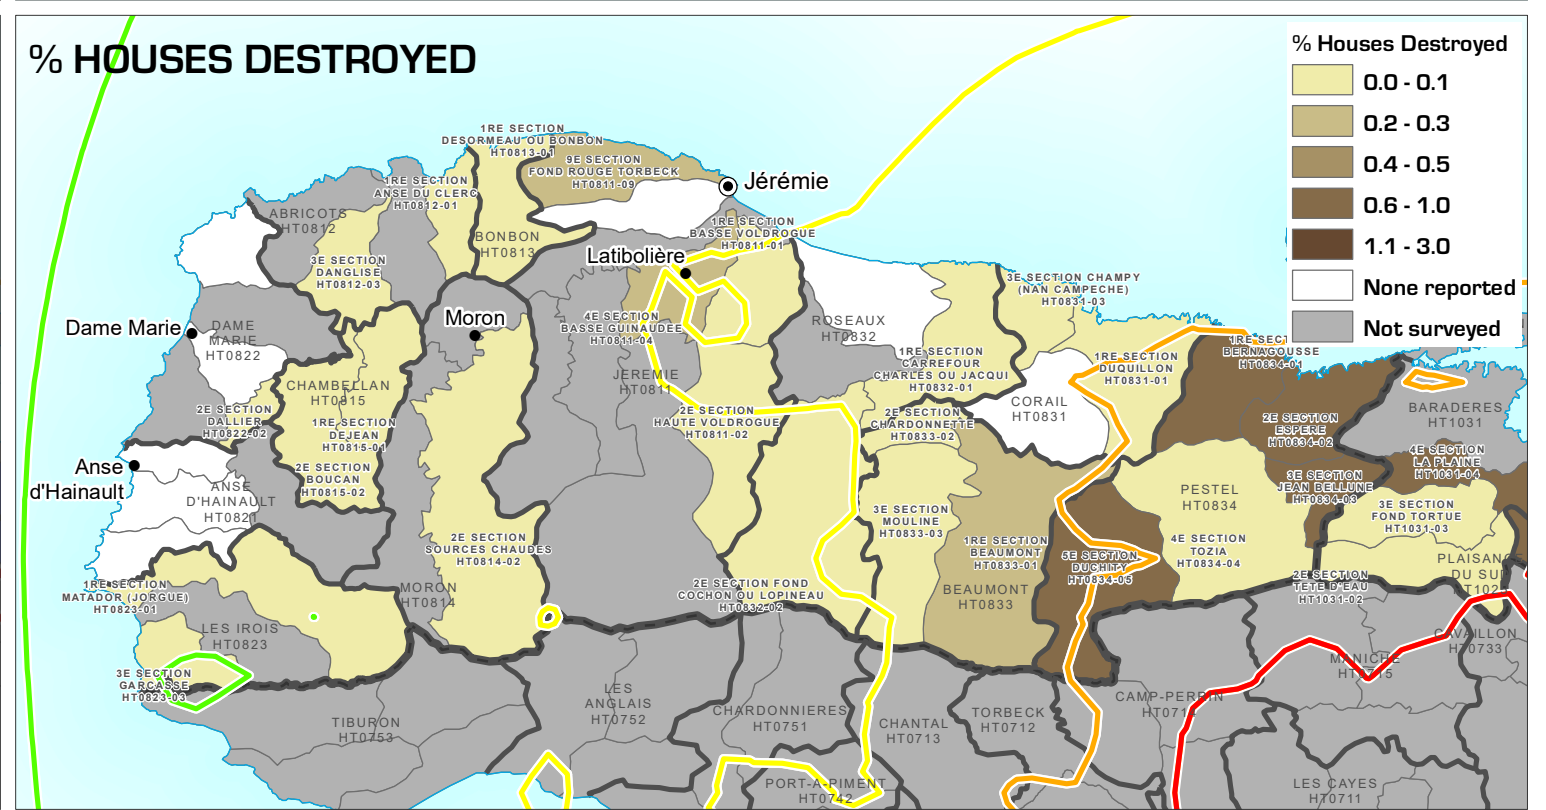 % HOUSES DESTROYED
% Houses Destroyed
0.0 - 0.1
0.2 - 0.3
0.4 - 0.5
0.6 - 1.0
1.1 - 3.0
None reported
Not surveyed
1RE SECTION
DESORMEAU OU BONBON
HT0813-01
9E SECTION
FOND ROUGE TORBECK
HT0811-09
Jérémie
1RE SECTION
ANSE DU CLERC
HT0812-01
ABRICOTS
HT0812
BONBON
HT0813
1RE SECTION
BASSE VOLDROGUE
HT0811-01
Latibolière
3E SECTION
DANGLISE
HT0812-03
3E SECTION CHAMPY
(NAN CAMPECHE)
HT0831-03
Moron
4E SECTION
BASSE GUINAUDEE
HT0811-04
ROSEAUX
HT0832
Dame Marie
DAME
MARIE
HT0822
1RE SECTION
CARREFOUR
CHARLES OU JACQUI
HT0832-01
1RE SECTION
DUQUILLON
HT0831-01
1RE SECT
BERNAGOUSSE
HT0834-01
JEREMIE
HT0811
CHAMBELLAN
HT0815
CORAIL
HT0831
BARADERES
HT1031
2E SECTION
DALLIER
HT0822-02
1RE SECTION
DEJEAN
HT0815-01
2E SECTION
HAUTE VOLDROGUE
HT0811-02
2E SECTION
CHARDONNETTE
HT0833-02
2E SECTION
ESPERE
HT0834-02
4E SECTION
LA PLAINE
HT1031-04
Anse
d'Hainault
2E SECTION
BOUCAN
HT0815-02
ANSE
D'HAINAULT
HT0821
3E SECTION
JEAN BELLUNE
HT0834-03
PESTEL
HT0834
3E SECTION
FOND TORTUE
HT1031-03
3E SECTION
MOULINE
HT0833-03
2E SECTION
SOURCES CHAUDES
HT0814-02
1RE SECTION
BEAUMONT
HT0833-01
5E SECTION
DUCHITY
HT0834-05
4E SECTION
TOZIA
HT0834-04
PLAISANCE
DU SUD
2E SECTION
TETE D'EAU
HT1031-02
1RE SECTION
MATADOR (JORGUE)
HT0823-01
MORON
HT0814
2E SECTION FOND
COCHON OU LOPINEAU
HT0832-02
BEAUMONT
HT0833
LES IROIS
HT0823
CAVAILLON
HT0733
MANICHE
HT0715
3E SECTION
GARCASSE
HT0823-03
LES
ANGLAIS
HT0752
CAMP-PERRIN
HT0714
TIBURON
HT0753
CHARDONNIERES
HT0751
CHANTAL
HT0713
TORBECK
HT0712
PORT-A-PIMENT
HT0742
LES CAYES
HT0711